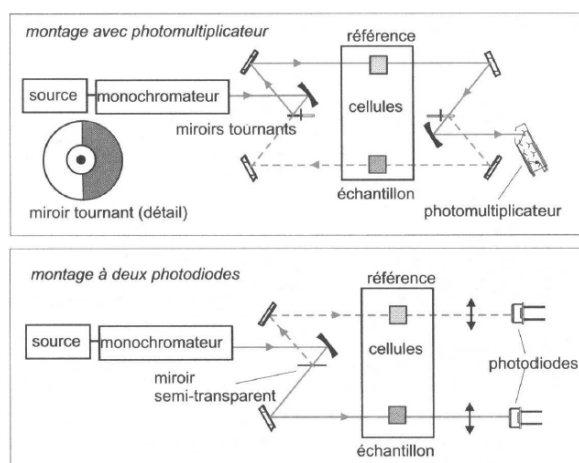 montage avec photomultiplicateur
référence
source
monochromateur
cellules
miroirs tournants
échantillon
miroir tournant (détail)
photomultiplicateur
montage à deux photodiodes
référence
source
monochromateur
cellules
photodiodes
miroir
semi-transparent
échantillon